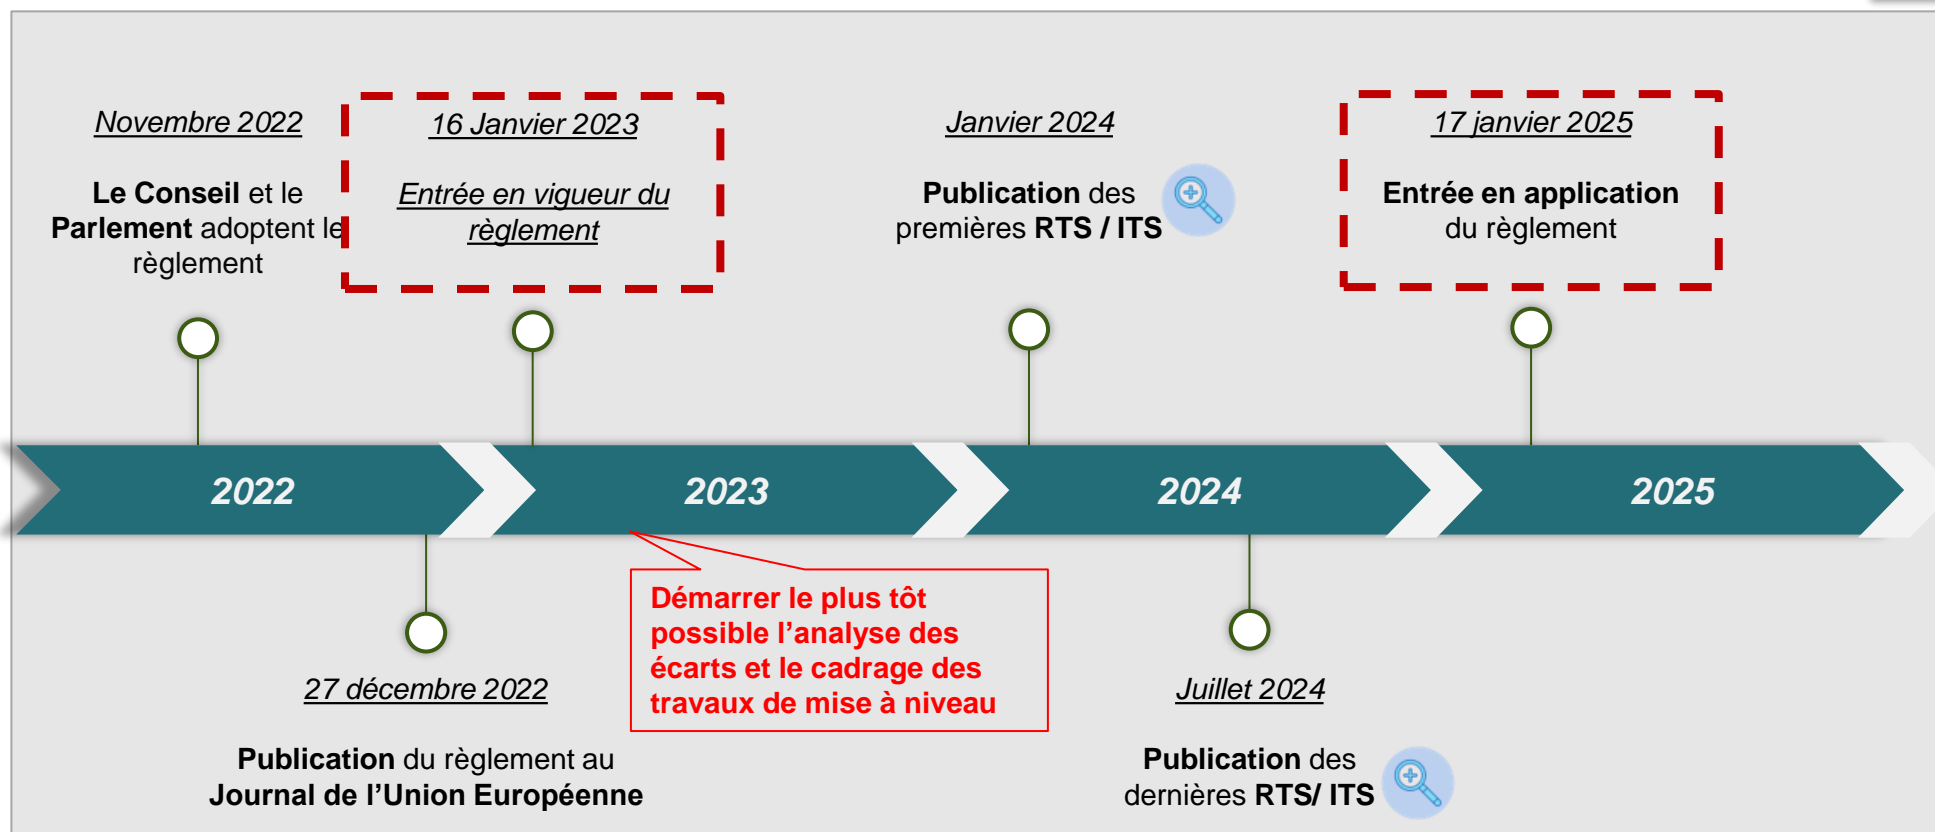 Novembre 2022
Le Conseil et le
Parlement adoptent le
règlement
16 Janvier 2023
Entrée en vigueur du
règlement
Janvier 2024
Publication des
premières RTS / ITS
17 janvier 2025
Entrée en application
du règlement
2022
2023
2024
2025
27 décembre 2022
Publication du règlement au
Journal de l’Union Européenne
Démarrer le plus tôt
possible l’analyse des
écarts et le cadrage des
travaux de mise à niveau
Juillet 2024
Publication des
dernières RTS/ ITS